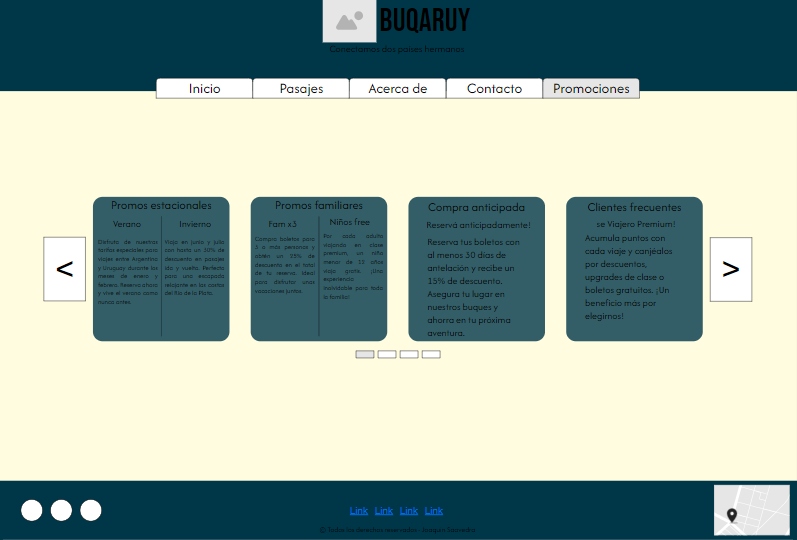 BUQARUY
Conectamos dos países hermanos
Inicio
Pasajes
Acerca de
Contacto
Promociones
<
Promos estacionales
Verano
Disfruta de nuestras
tarifas especiales para
viajes entre Argentina
y Uruguay durante los
meses de enero y
febrero. Reserva ahora
y vive el verano como
nunca antes.
Invierno
Viaja en junio y julio
con hasta un 30% de
descuento en pasajes
ida y vuelta. Perfecto
para una escapada
relajante en las costas
del Río de la Plata.
Promos familiares
Fam x3
Compra boletos para
3 o más personas y
obtén un 25% de
descuento en el total
de tu reserva. Ideal
para disfrutar unas
vacaciones juntos.
Niños free
Por cada adulto
viajando en clase
premium, un niño
menor de 12 años
viaja gratis. ¡Una
experiencia
inolvidable para toda
la familia!
Compra anticipada
Reservá anticipadamente!
Reserva tus boletos con
al menos 30 días de
antelación y recibe un
15% de descuento.
Asegura tu lugar en
nuestros buques y
ahorra en tu próxima
aventura.
Clientes frecuentes
se Viajero Premium!
Acumula puntos con
cada viaje y canjéalos
por descuentos,
upgrades de clase o
boletos gratuitos. ¡Un
beneficio más por
elegirnos!
>
Link Link Link Link
© Todos los derechos reservados - Joaquin Saavedra